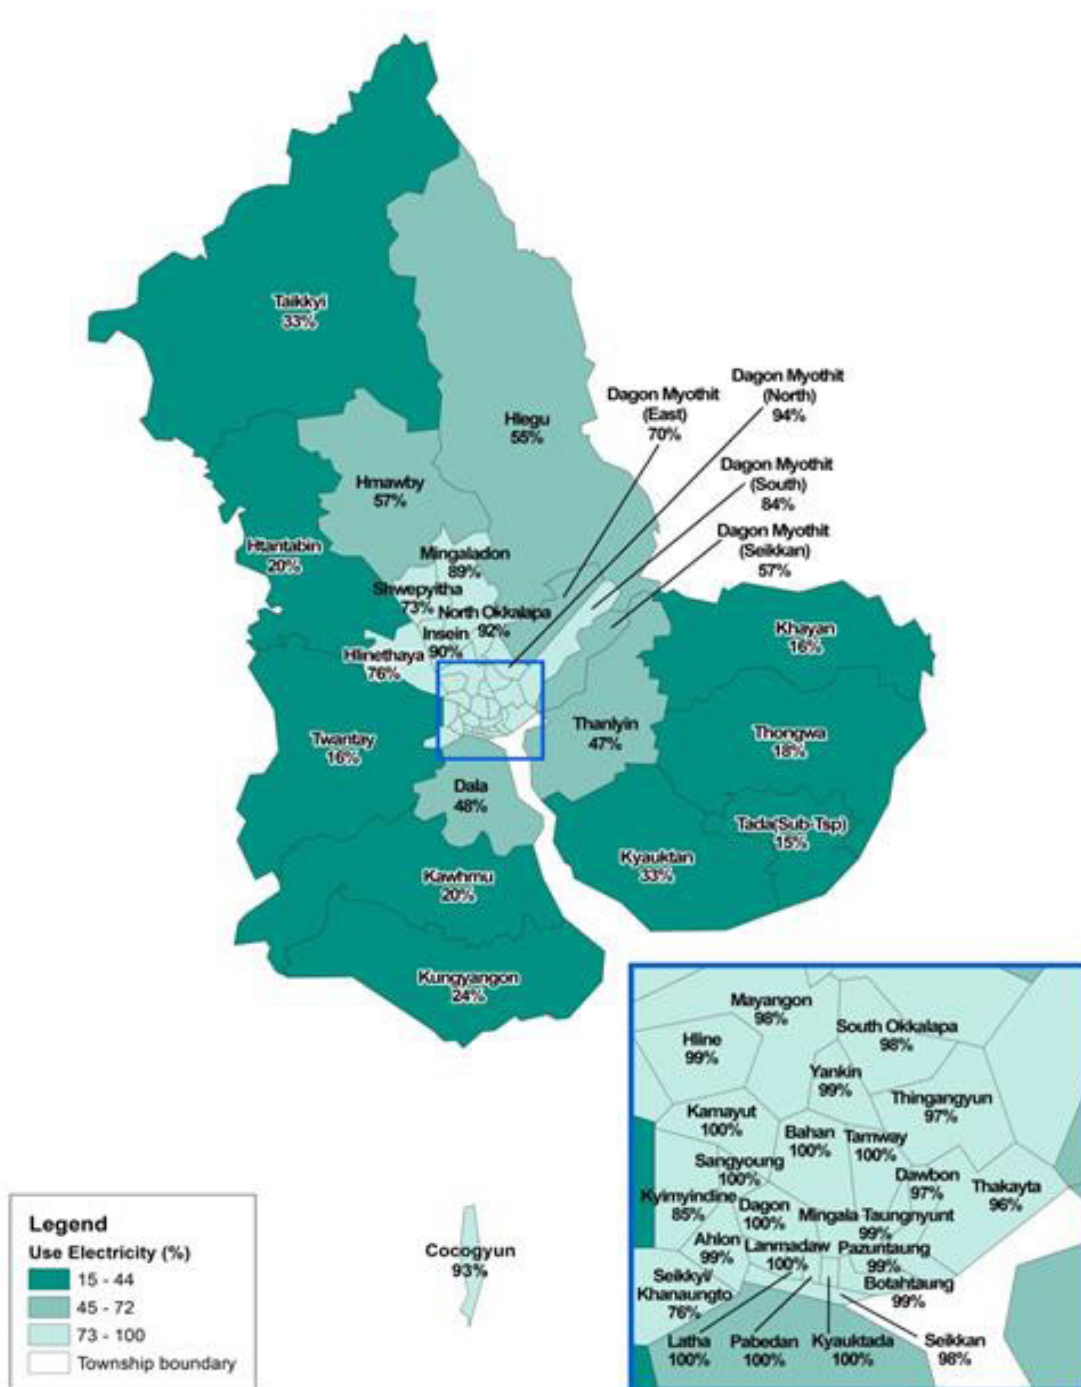 Taikkyi
33%
Hlegu
55%
Dagon Myothit
(East)
70%
Dagon Myothit
(North)
94%
Dagon Myothit
(South)
84%
Dagon Myothit
(Seikkan)
57%
Hmawby
57%
Htantabin
20%
Mingaladon
89%
Shwepyitha
73%
North Okkalapa
92%
Insein
90%
Hlinethaya
76%
Khayan
16%
Thongwa
18%
Thanlyin
47%
Twantay
16%
Dala
48%
Tada(Sub-Tsp)
15%
Kyauktan
33%
Kawhmu
20%
Kungyangon
24%
Mayangon
98%
South Okkalapa
98%
Hline
99%
Yankin
99%
Thingangyun
97%
Kamayut
100%
Bahan
100%
Tamway
100%
Sangyoung
100%
Dawbon
97%
Thakayta
96%
Kyimyindine
85%
Dagon
100%
Mingala Taungnyunt
99%
Ahlon
99%
Lanmadaw
100%
Pazuntaung
99%
Seikkyi/
Khanaungto
76%
Botahtaung
99%
Latha
100%
Pabedan
100%
Kyauktada
100%
Seikkan
98%
Cocogyun
93%
Legend
Use Electricity (%)
15 - 44
45 - 72
73 - 100
Township boundary